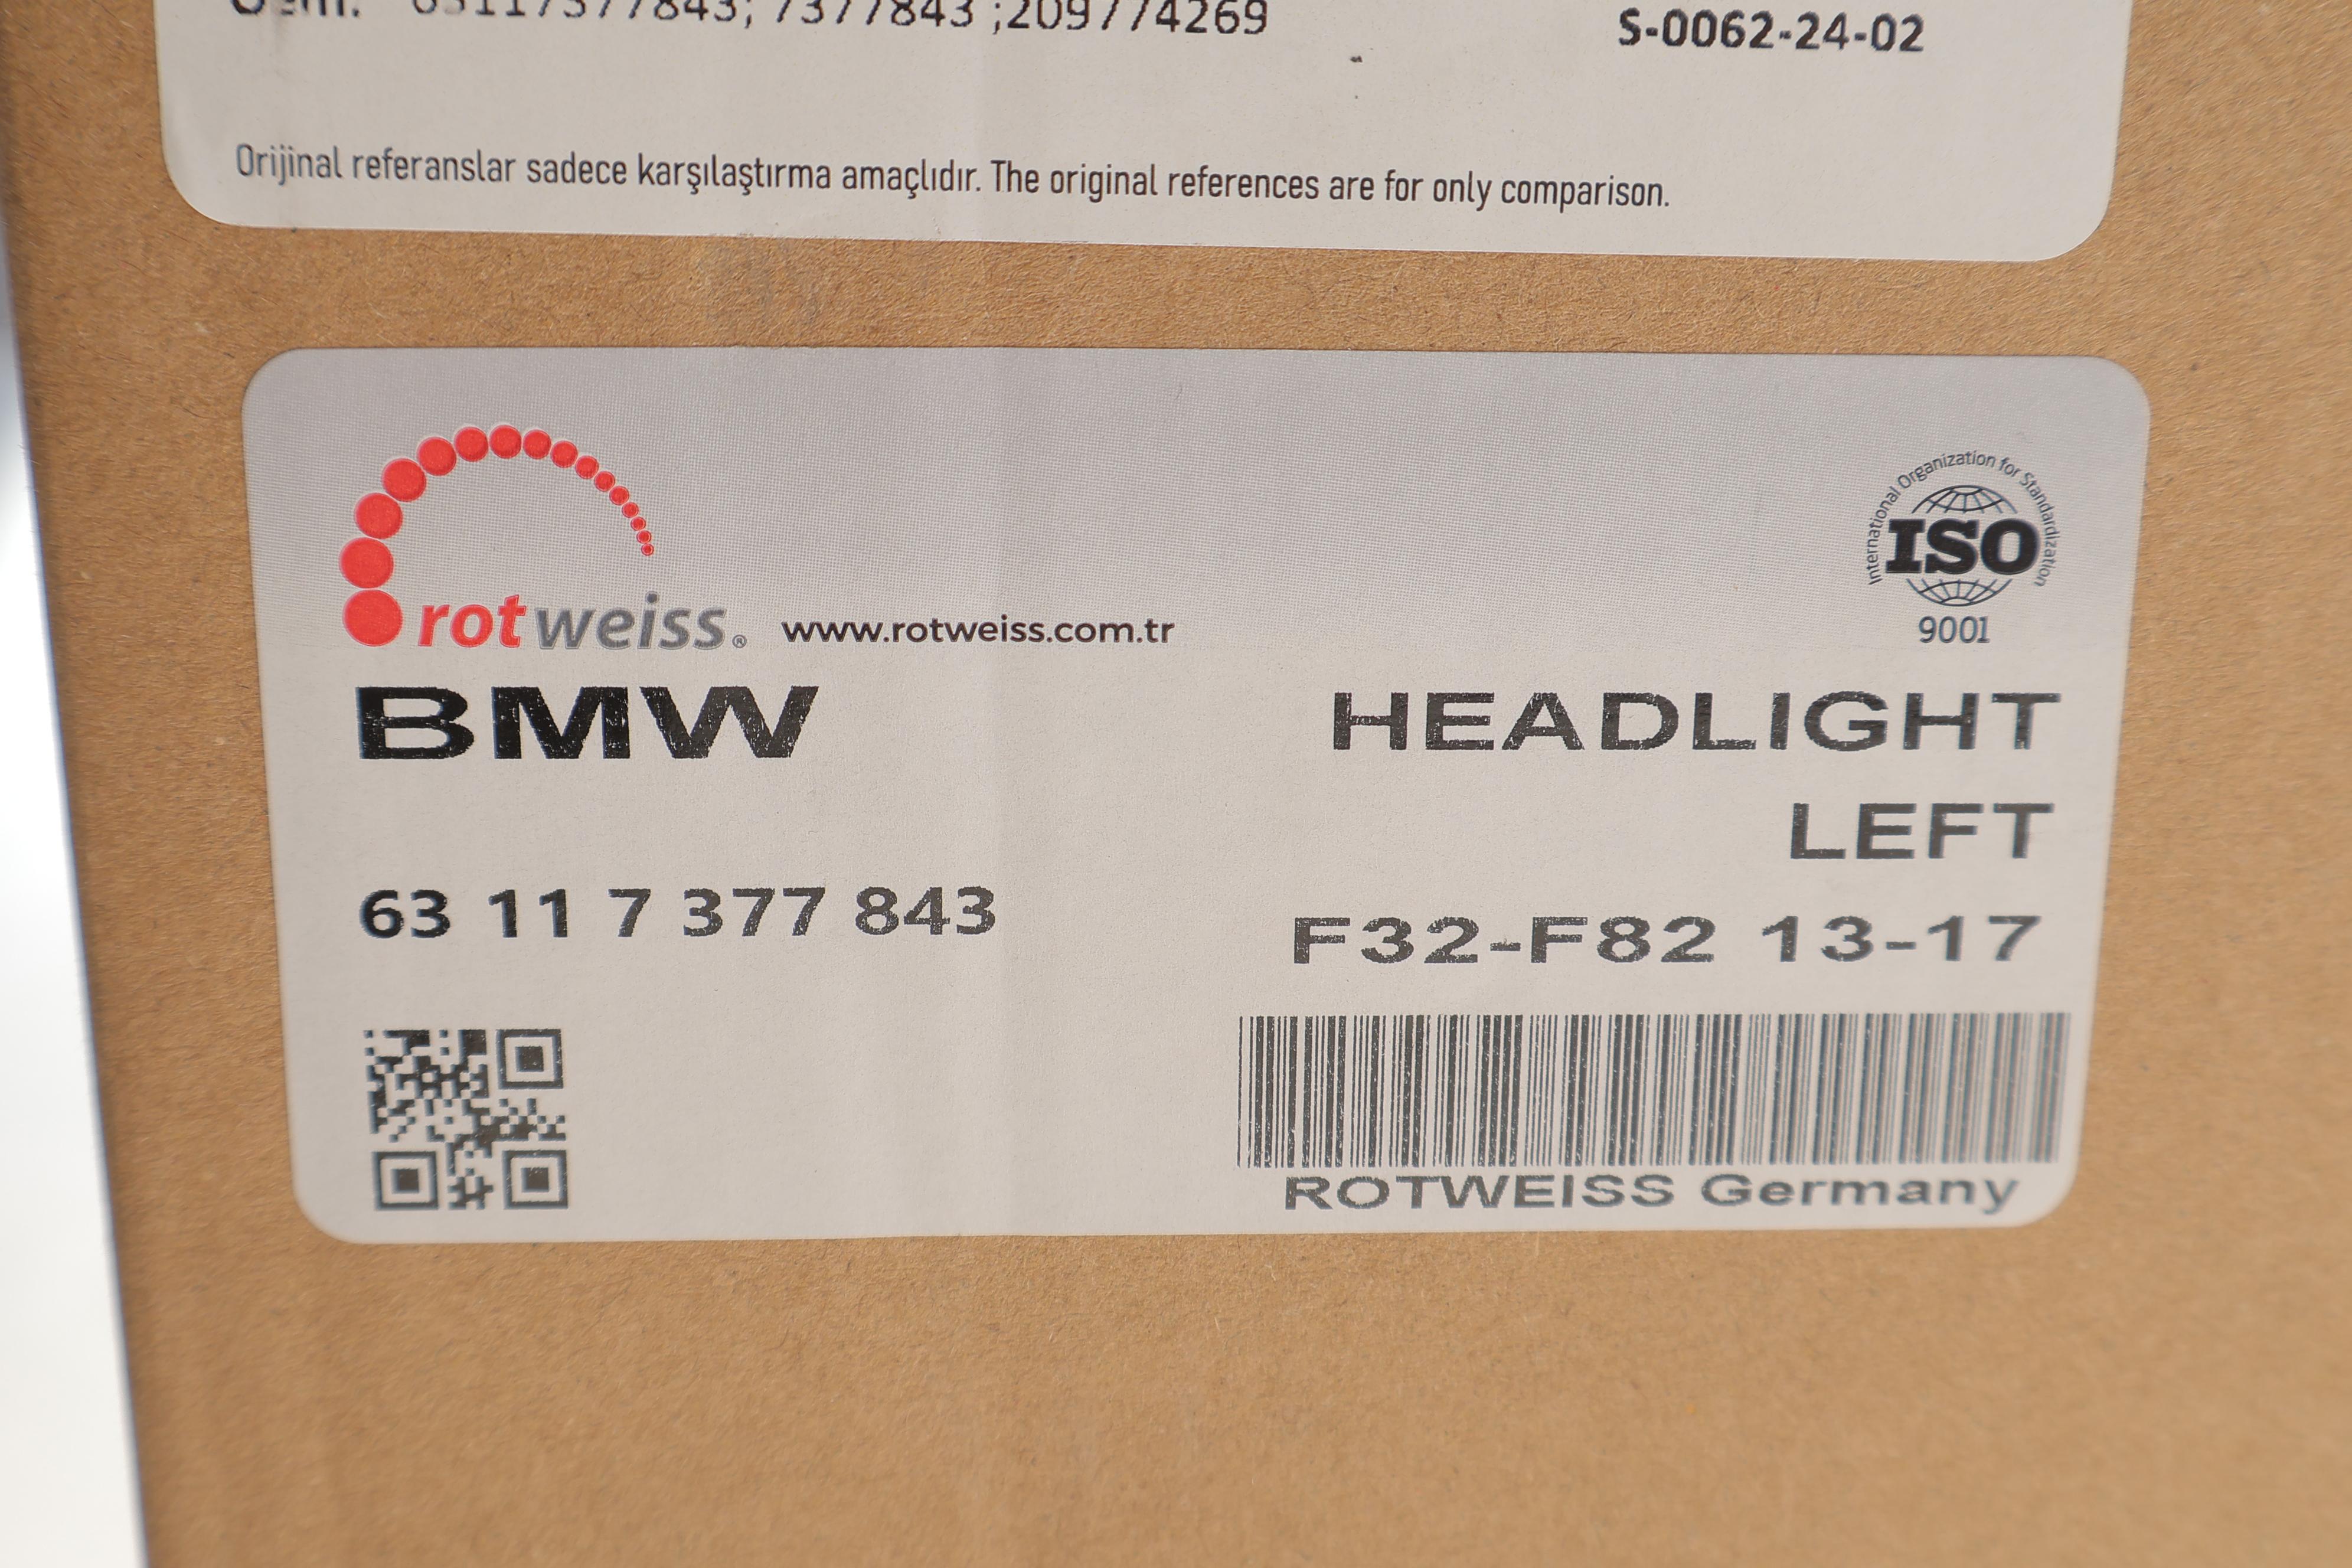 Oem: 63117377843; 7377843 ;209774269
S-0062-24-02
Orijinal referanslar sadece karşılaştırma amaçlıdır. The original references are for only comparison.
rotweiss® www.rotweiss.com.tr
International Organization for Standardization
ISO
9001
BMW
HEADLIGHT
LEFT
63 11 7 377 843
F32-F82 13-17
ROTWEISS Germany